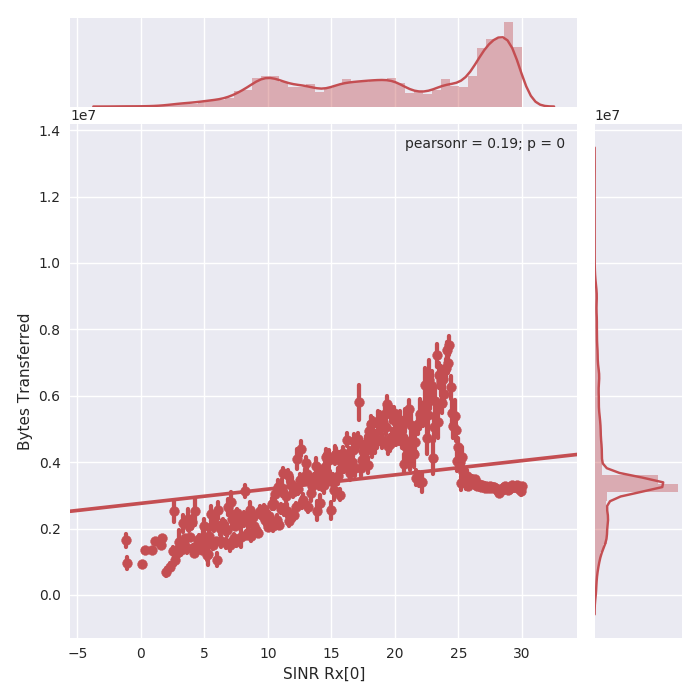 1e7
1e7
pearsonr = 0.19; p = 0
1.4
1.2
1.0
0.8
0.6
0.4
0.2
0.0
Bytes Transferred
−5 0 5 10 15 20 25 30
SINR Rx[0]